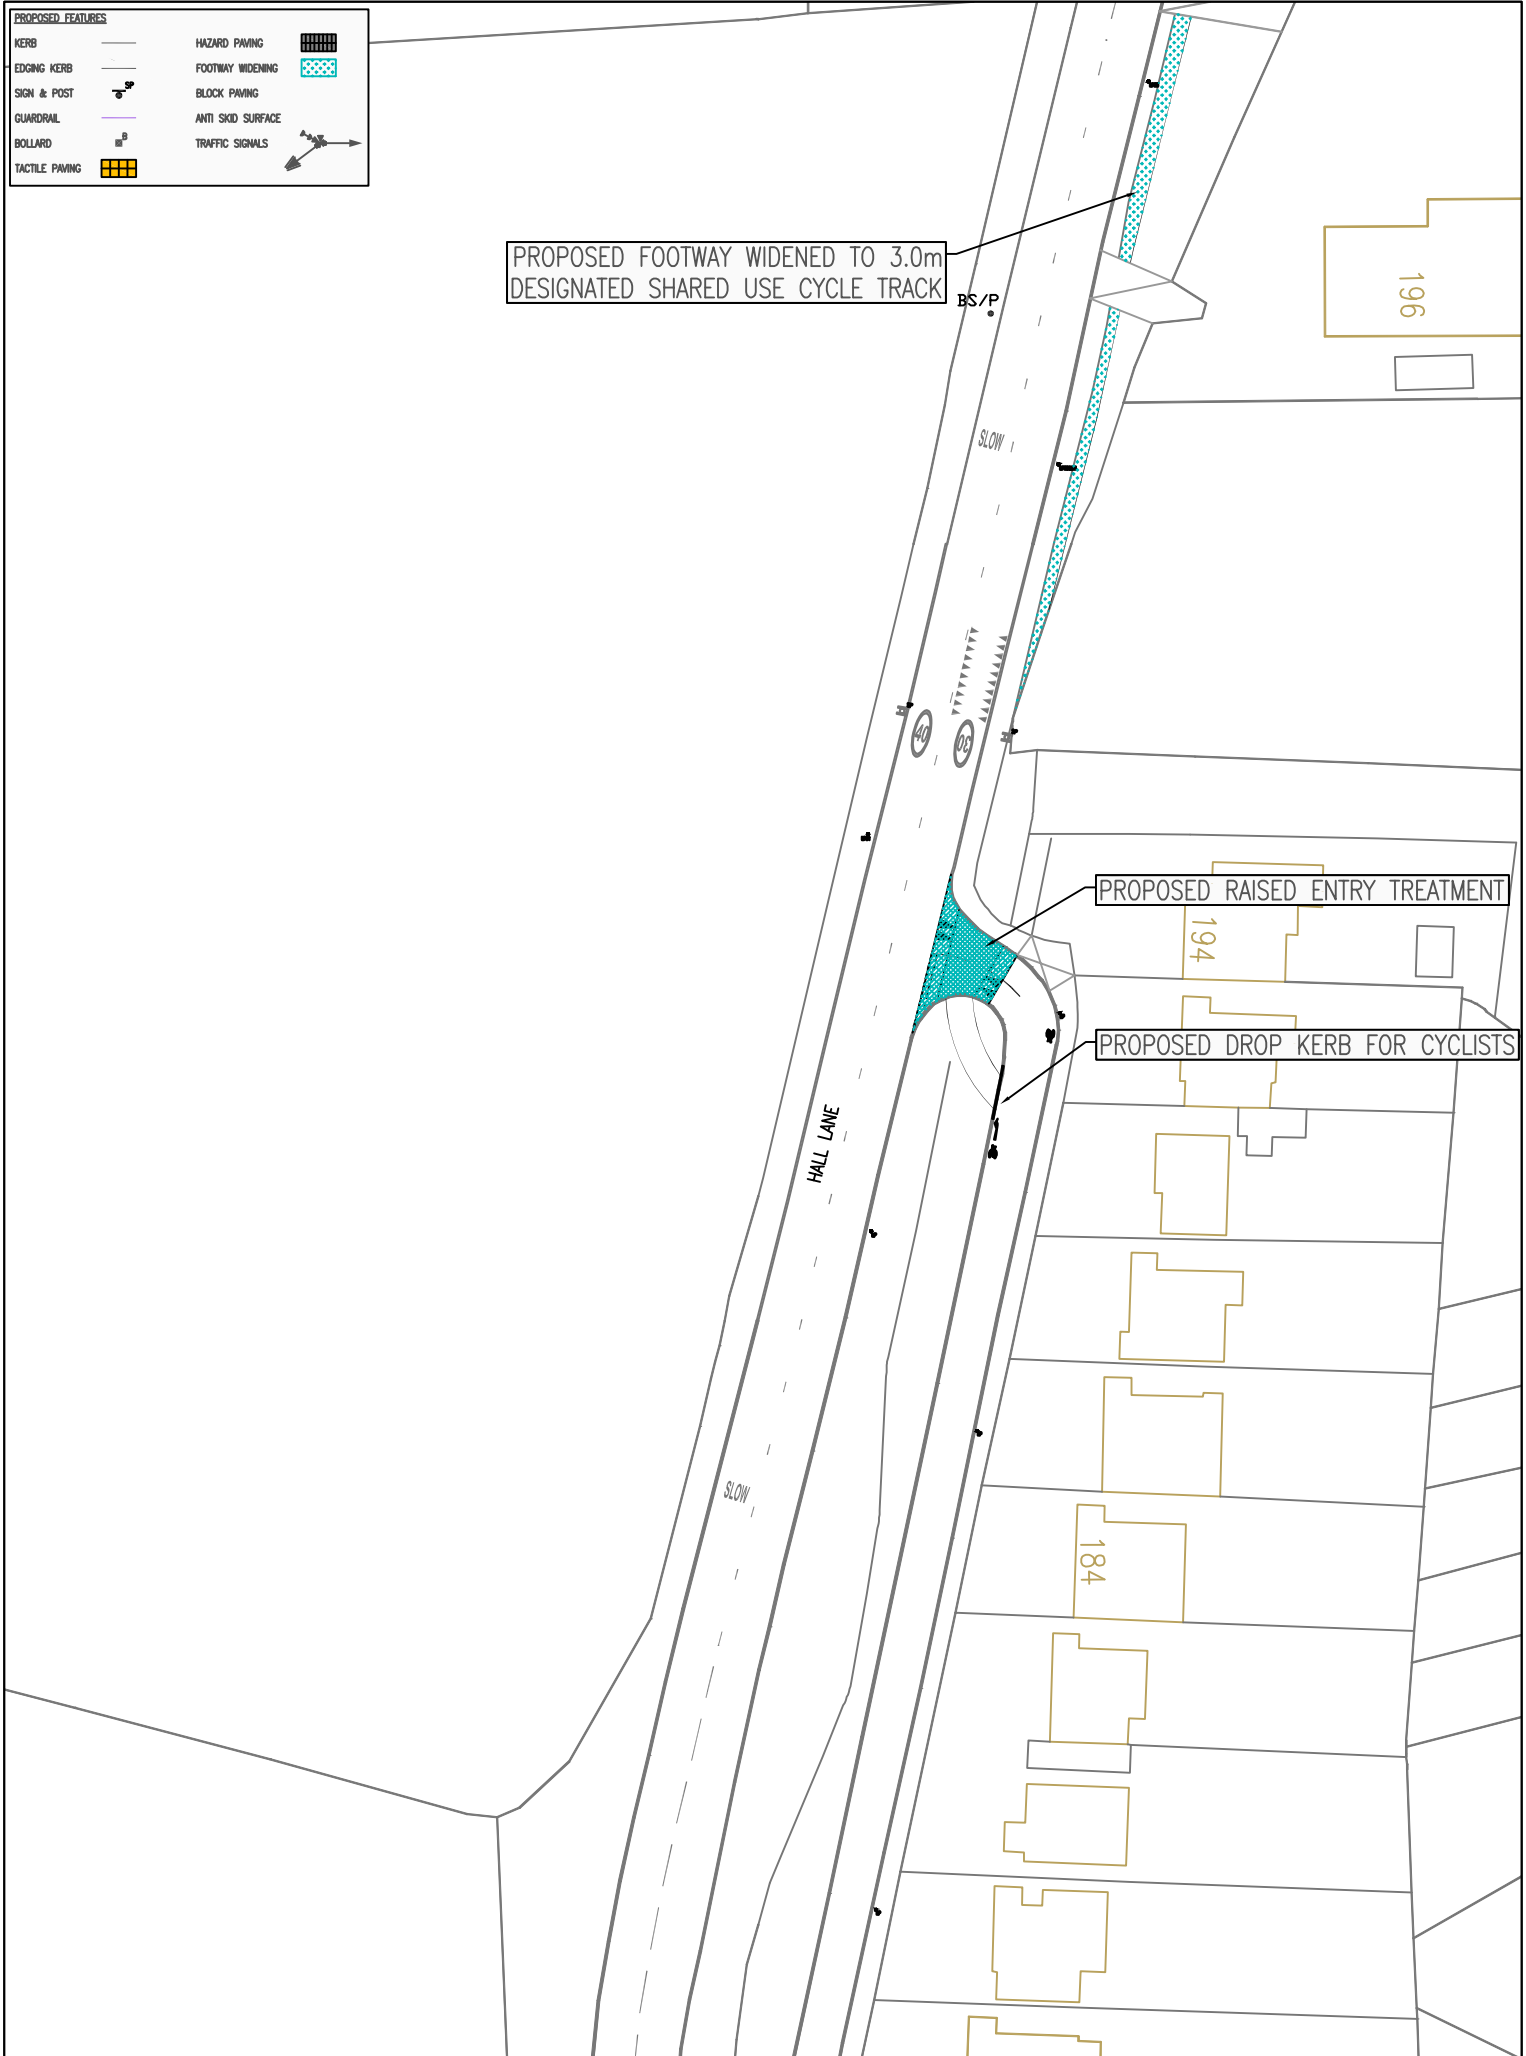 PROPOSED FEATURES
KERB
EDGING KERB
SIGN & POST
SP
GUARDRAIL
BOLLARD
B
TACTILE PAVING
HAZARD PAVING
FOOTWAY WIDENING
BLOCK PAVING
ANTI SKID SURFACE
TRAFFIC SIGNALS
PROPOSED FOOTWAY WIDENED TO 3.0m
DESIGNATED SHARED USE CYCLE TRACK
BS/P
196
SLOW
40
30
PROPOSED RAISED ENTRY TREATMENT
194
PROPOSED DROP KERB FOR CYCLISTS
HALL LANE
SLOW
184